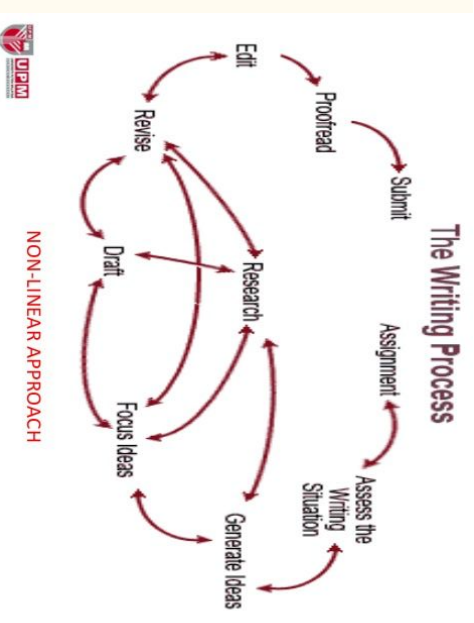 The Writing Process
Assignment
Assess the
Writing
Situation
Generate Ideas
Focus Ideas
Draft
Revise
Edit
Proofread
Submit
Research
NON-LINEAR APPROACH
UPM